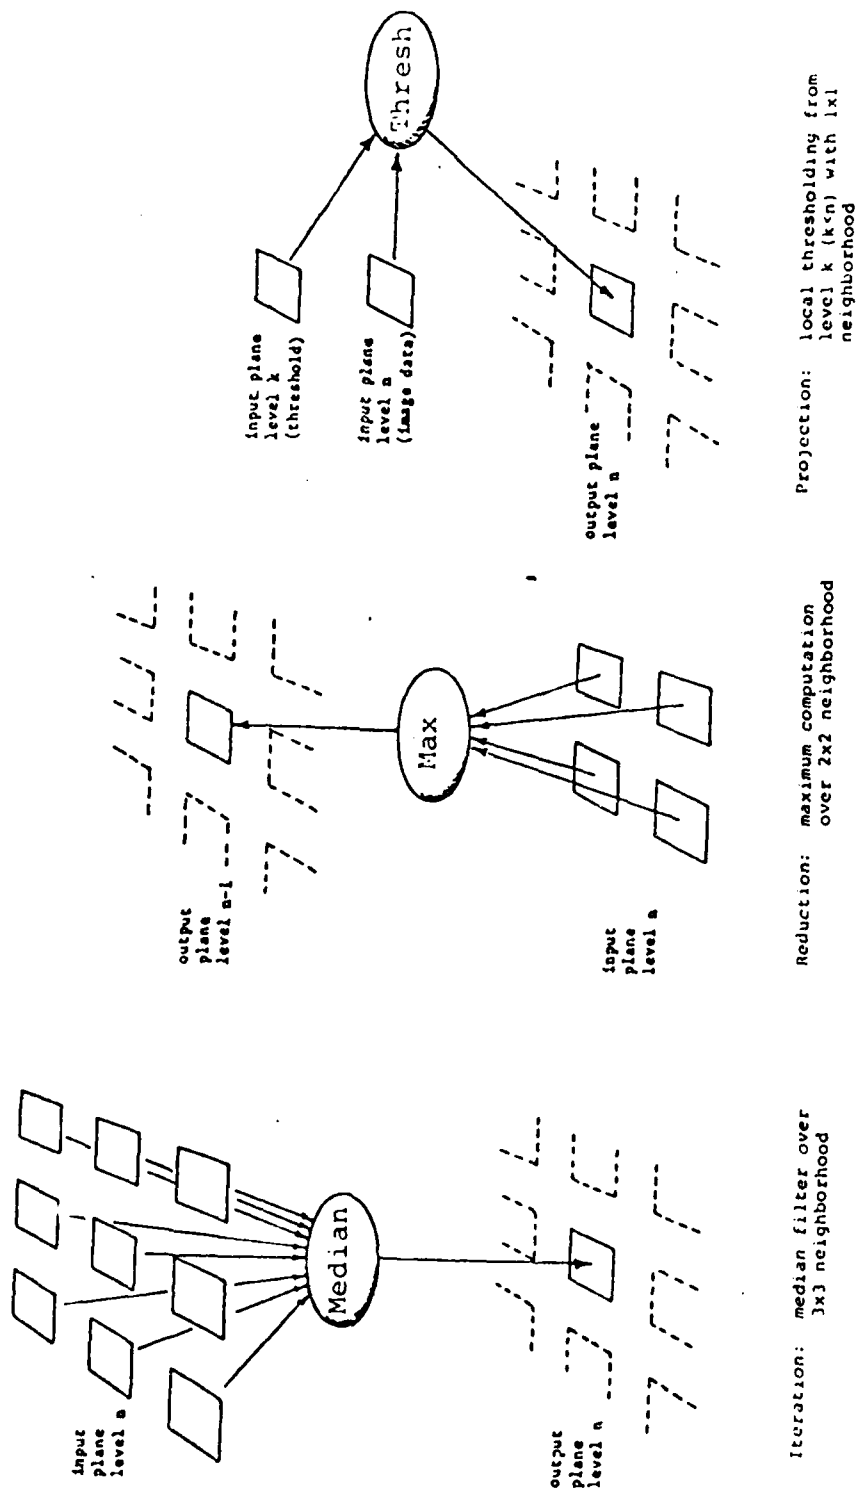 input
plane
level n
Median
output
plane
level n
Iteration: median filter over
3x3 neighborhood
output
plane
level n-1
Max
input
plane
level n
Reduction: maximum computation
over 2x2 neighborhood
input plane
level k
(threshold)
input plane
level n
(image data)
Thresh
output plane
level n
Projection: local thresholding from
level k (k<n) with 1x1
neighborhood